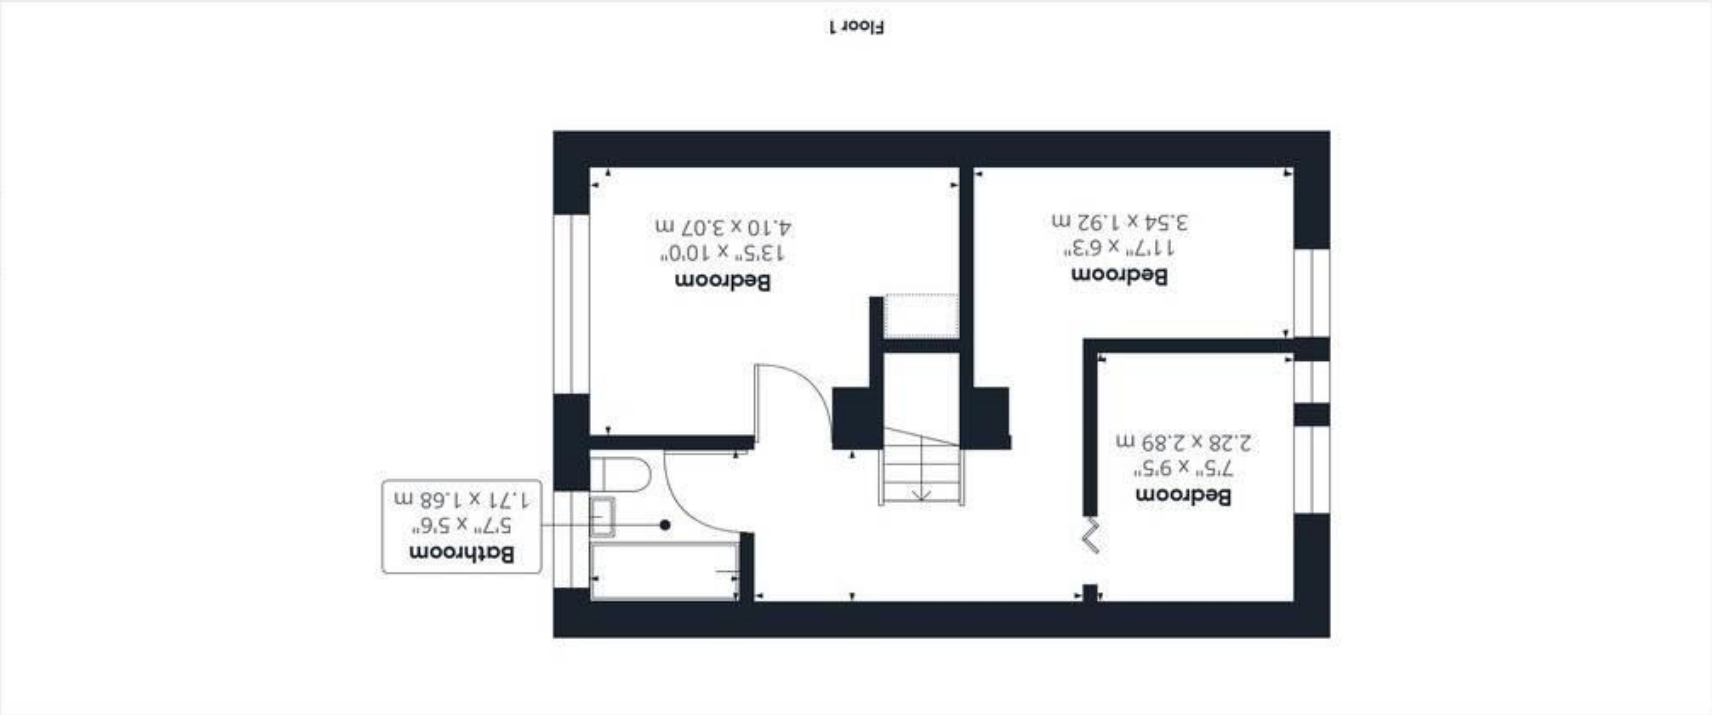 Bathroom
5'7" x 5'6"
1.71 x 1.68 m
Bedroom
7'5" x 9'5"
2.28 x 2.89 m
Bedroom
11'7" x 6'3"
3.54 x 1.92 m
Bedroom
13'5" x 10'0"
4.10 x 3.07 m
Floor 1